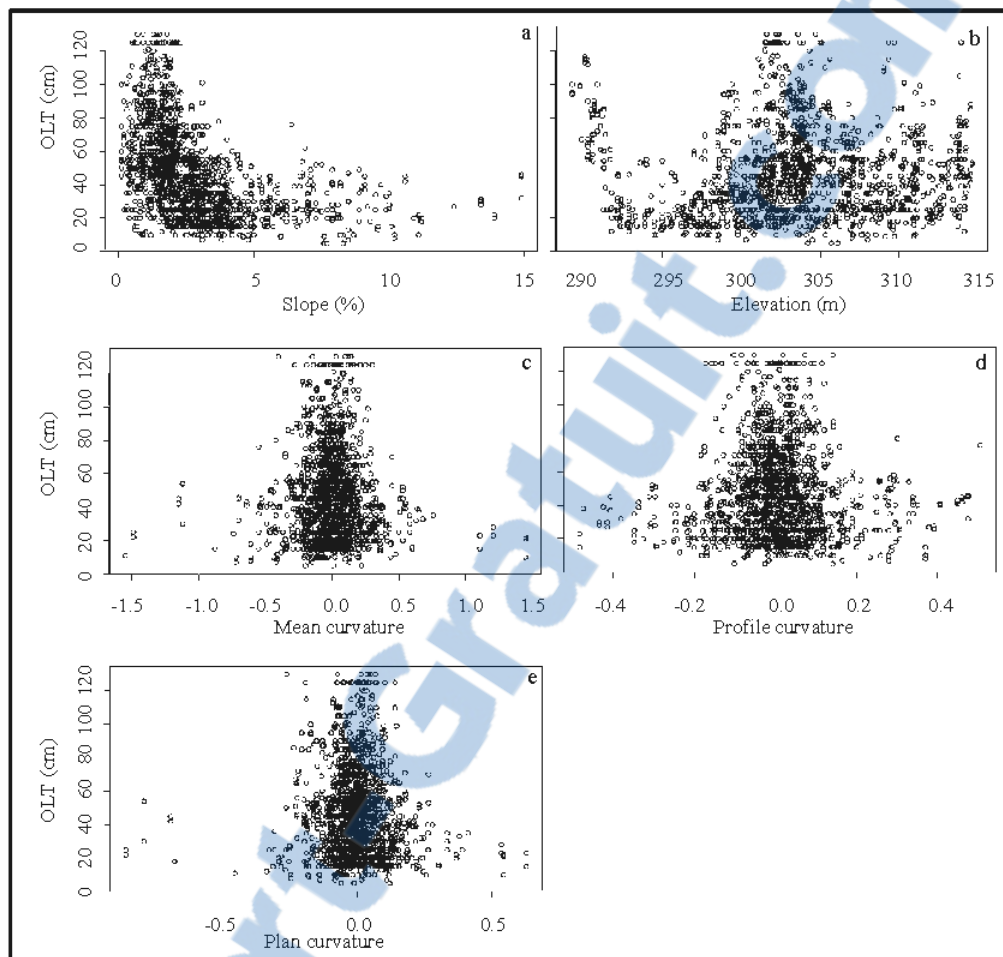 a
OLT (cm)
0 20 40 60 80 100 120
0 5 10 15
Slope (%)
b
290 295 300 305 310 315
Elevation (m)
c
OLT (cm)
0 20 40 60 80 100 120
-1.5 -1.0 -0.5 0.0 0.5 1.0 1.5
Mean curvature
d
-0.4 -0.2 0.0 0.2 0.4
Profile curvature
e
OLT (cm)
0 20 40 60 80 100 120
-0.5 0.0 0.5
Plan curvature
rt-Gratuit.com